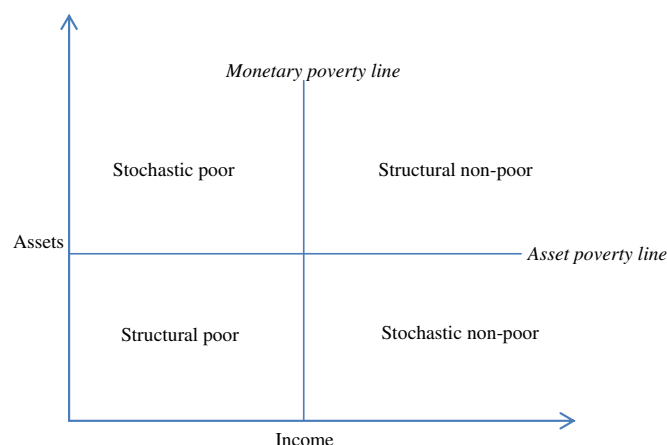 Monetary poverty line
Stochastic poor
Structural non-poor
Assets
Asset poverty line
Structural poor
Stochastic non-poor
Income